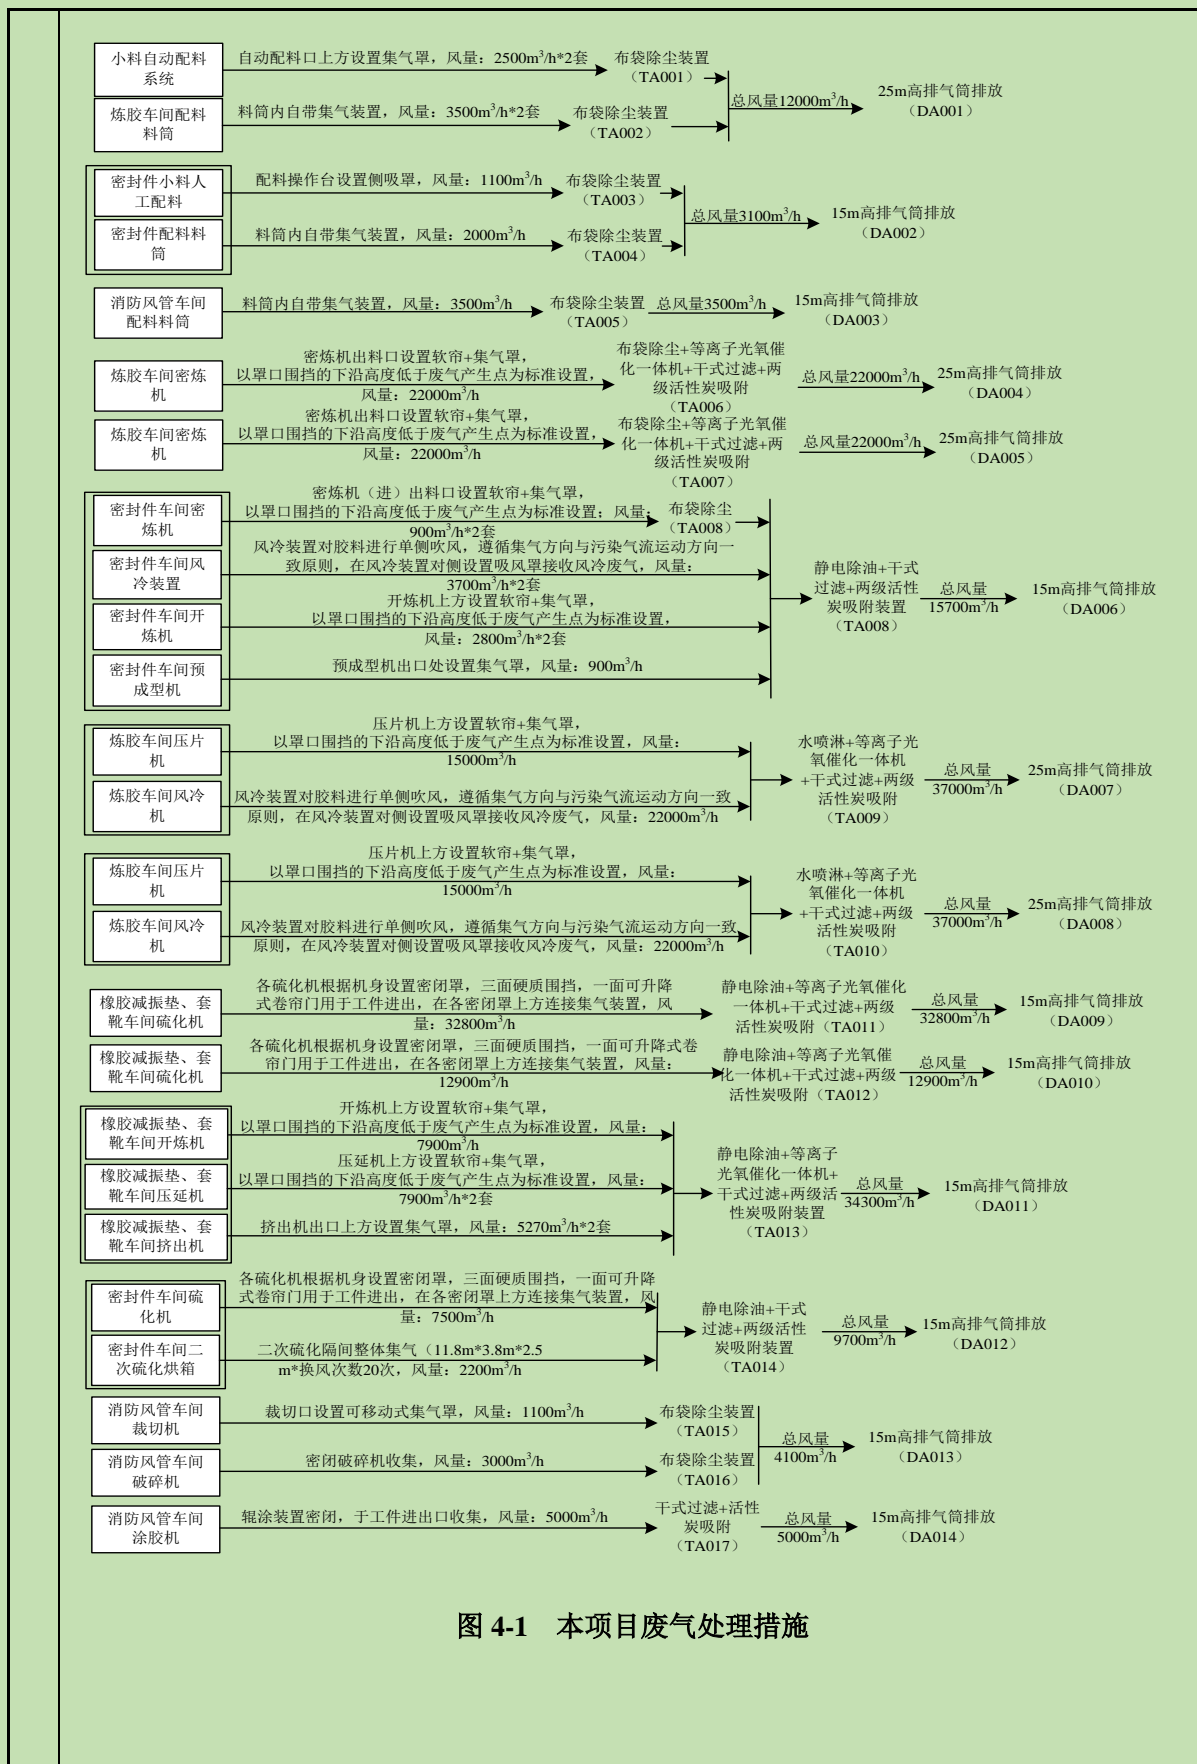 小料自动配料
系统
自动配料口上方设置集气罩，风量：2500m³/h*2套
布袋除尘装置
（TA001）
炼胶车间配料
料筒
料筒内自带集气装置，风量：3500m³/h*2套
布袋除尘装置
（TA002）
总风量12000m³/h
25m高排气筒排放
（DA001）
密封件小料人
工配料
配料操作台设置侧吸罩，风量：1100m³/h
布袋除尘装置
（TA003）
密封件配料料
筒
料筒内自带集气装置，风量：2000m³/h
布袋除尘装置
（TA004）
总风量3100m³/h
15m高排气筒排放
（DA002）
消防风管车间
配料料筒
料筒内自带集气装置，风量：3500m³/h
布袋除尘装置
（TA005）
总风量3500m³/h
15m高排气筒排放
（DA003）
炼胶车间密炼
机
密炼机出料口设置软帘+集气罩，
以罩口围挡的下沿高度低于废气产生点为标准设置，
风量：22000m³/h
布袋除尘+等离子光氧催
化一体机+干式过滤+两
级活性炭吸附
（TA006）
总风量22000m³/h
25m高排气筒排放
（DA004）
炼胶车间密炼
机
密炼机出料口设置软帘+集气罩，
以罩口围挡的下沿高度低于废气产生点为标准设置，
风量：22000m³/h
布袋除尘+等离子光氧催
化一体机+干式过滤+两
级活性炭吸附
（TA007）
总风量22000m³/h
25m高排气筒排放
（DA005）
密封件车间密
炼机
密炼机（进）出料口设置软帘+集气罩，
以罩口围挡的下沿高度低于废气产生点为标准设置；风量：
900m³/h*2套
布袋除尘
（TA008）
密封件车间风
冷装置
风冷装置对胶料进行单侧吹风，遵循集气方向与污染气流运动方向一
致原则，在风冷装置对侧设置吸风罩接收风冷废气，风量：
3700m³/h*2套
密封件车间开
炼机
开炼机上方设置软帘+集气罩，
以罩口围挡的下沿高度低于废气产生点为标准设置，
风量：2800m³/h*2套
密封件车间预
成型机
预成型机出口处设置集气罩，风量：900m³/h
静电除油+干式
过滤+两级活性
炭吸附装置
（TA008）
总风量
15700m³/h
15m高排气筒排放
（DA006）
炼胶车间压片
机
压片机上方设置软帘+集气罩，
以罩口围挡的下沿高度低于废气产生点为标准设置，风量：
15000m³/h
炼胶车间风冷
机
风冷装置对胶料进行单侧吹风，遵循集气方向与污染气流运动方向一致
原则，在风冷装置对侧设置吸风罩接收风冷废气，风量：22000m³/h
水喷淋+等离子光
氧催化一体机
+干式过滤+两级
活性炭吸附
（TA009）
总风量
37000m³/h
25m高排气筒排放
（DA007）
炼胶车间压片
机
压片机上方设置软帘+集气罩，
以罩口围挡的下沿高度低于废气产生点为标准设置，风量：
15000m³/h
炼胶车间风冷
机
风冷装置对胶料进行单侧吹风，遵循集气方向与污染气流运动方向一致
原则，在风冷装置对侧设置吸风罩接收风冷废气，风量：22000m³/h
水喷淋+等离子光
氧催化一体机
+干式过滤+两级
活性炭吸附
（TA010）
总风量
37000m³/h
25m高排气筒排放
（DA008）
橡胶减振垫、套
靴车间硫化机
各硫化机根据机身设置密闭罩，三面硬质围挡，一面可升降
式卷帘门用于工件进出，在各密闭罩上方连接集气装置，风
量：32800m³/h
静电除油+等离子光氧催化
一体机+干式过滤+两级
活性炭吸附（TA011）
总风量
32800m³/h
15m高排气筒排放
（DA009）
橡胶减振垫、套
靴车间硫化机
各硫化机根据机身设置密闭罩，三面硬质围挡，一面可升降式卷
帘门用于工件进出，在各密闭罩上方连接集气装置，风量：
12900m³/h
静电除油+等离子光氧催
化一体机+干式过滤+两级
活性炭吸附（TA012）
总风量
12900m³/h
15m高排气筒排放
（DA010）
橡胶减振垫、套
靴车间开炼机
开炼机上方设置软帘+集气罩，
以罩口围挡的下沿高度低于废气产生点为标准设置，风量：
7900m³/h
橡胶减振垫、套
靴车间压延机
压延机上方设置软帘+集气罩，
以罩口围挡的下沿高度低于废气产生点为标准设置，风量：
7900m³/h*2套
橡胶减振垫、套
靴车间挤出机
挤出机出口上方设置集气罩，风量：5270m³/h*2套
静电除油+等离子
光氧催化一体机+
干式过滤+两级活
性炭吸附装置
（TA013）
总风量
34300m³/h
15m高排气筒排放
（DA011）
密封件车间硫
化机
各硫化机根据机身设置密闭罩，三面硬质围挡，一面可升降
式卷帘门用于工件进出，在各密闭罩上方连接集气装置，风
量：7500m³/h
密封件车间二
次硫化烘箱
二次硫化隔间整体集气（11.8m*3.8m*2.5
m*换风次数20次，风量：2200m³/h
静电除油+干式
过滤+两级活性
炭吸附装置
（TA014）
总风量
9700m³/h
15m高排气筒排放
（DA012）
消防风管车间
裁切机
裁切口设置可移动式集气罩，风量：1100m³/h
布袋除尘装置
（TA015）
消防风管车间
破碎机
密闭破碎机收集，风量：3000m³/h
布袋除尘装置
（TA016）
总风量
4100m³/h
15m高排气筒排放
（DA013）
消防风管车间
涂胶机
辊涂装置密闭，于工件进出口收集，风量：5000m³/h
干式过滤+活性
炭吸附
（TA017）
总风量
5000m³/h
15m高排气筒排放
（DA014）
图 4-1 本项目废气处理措施